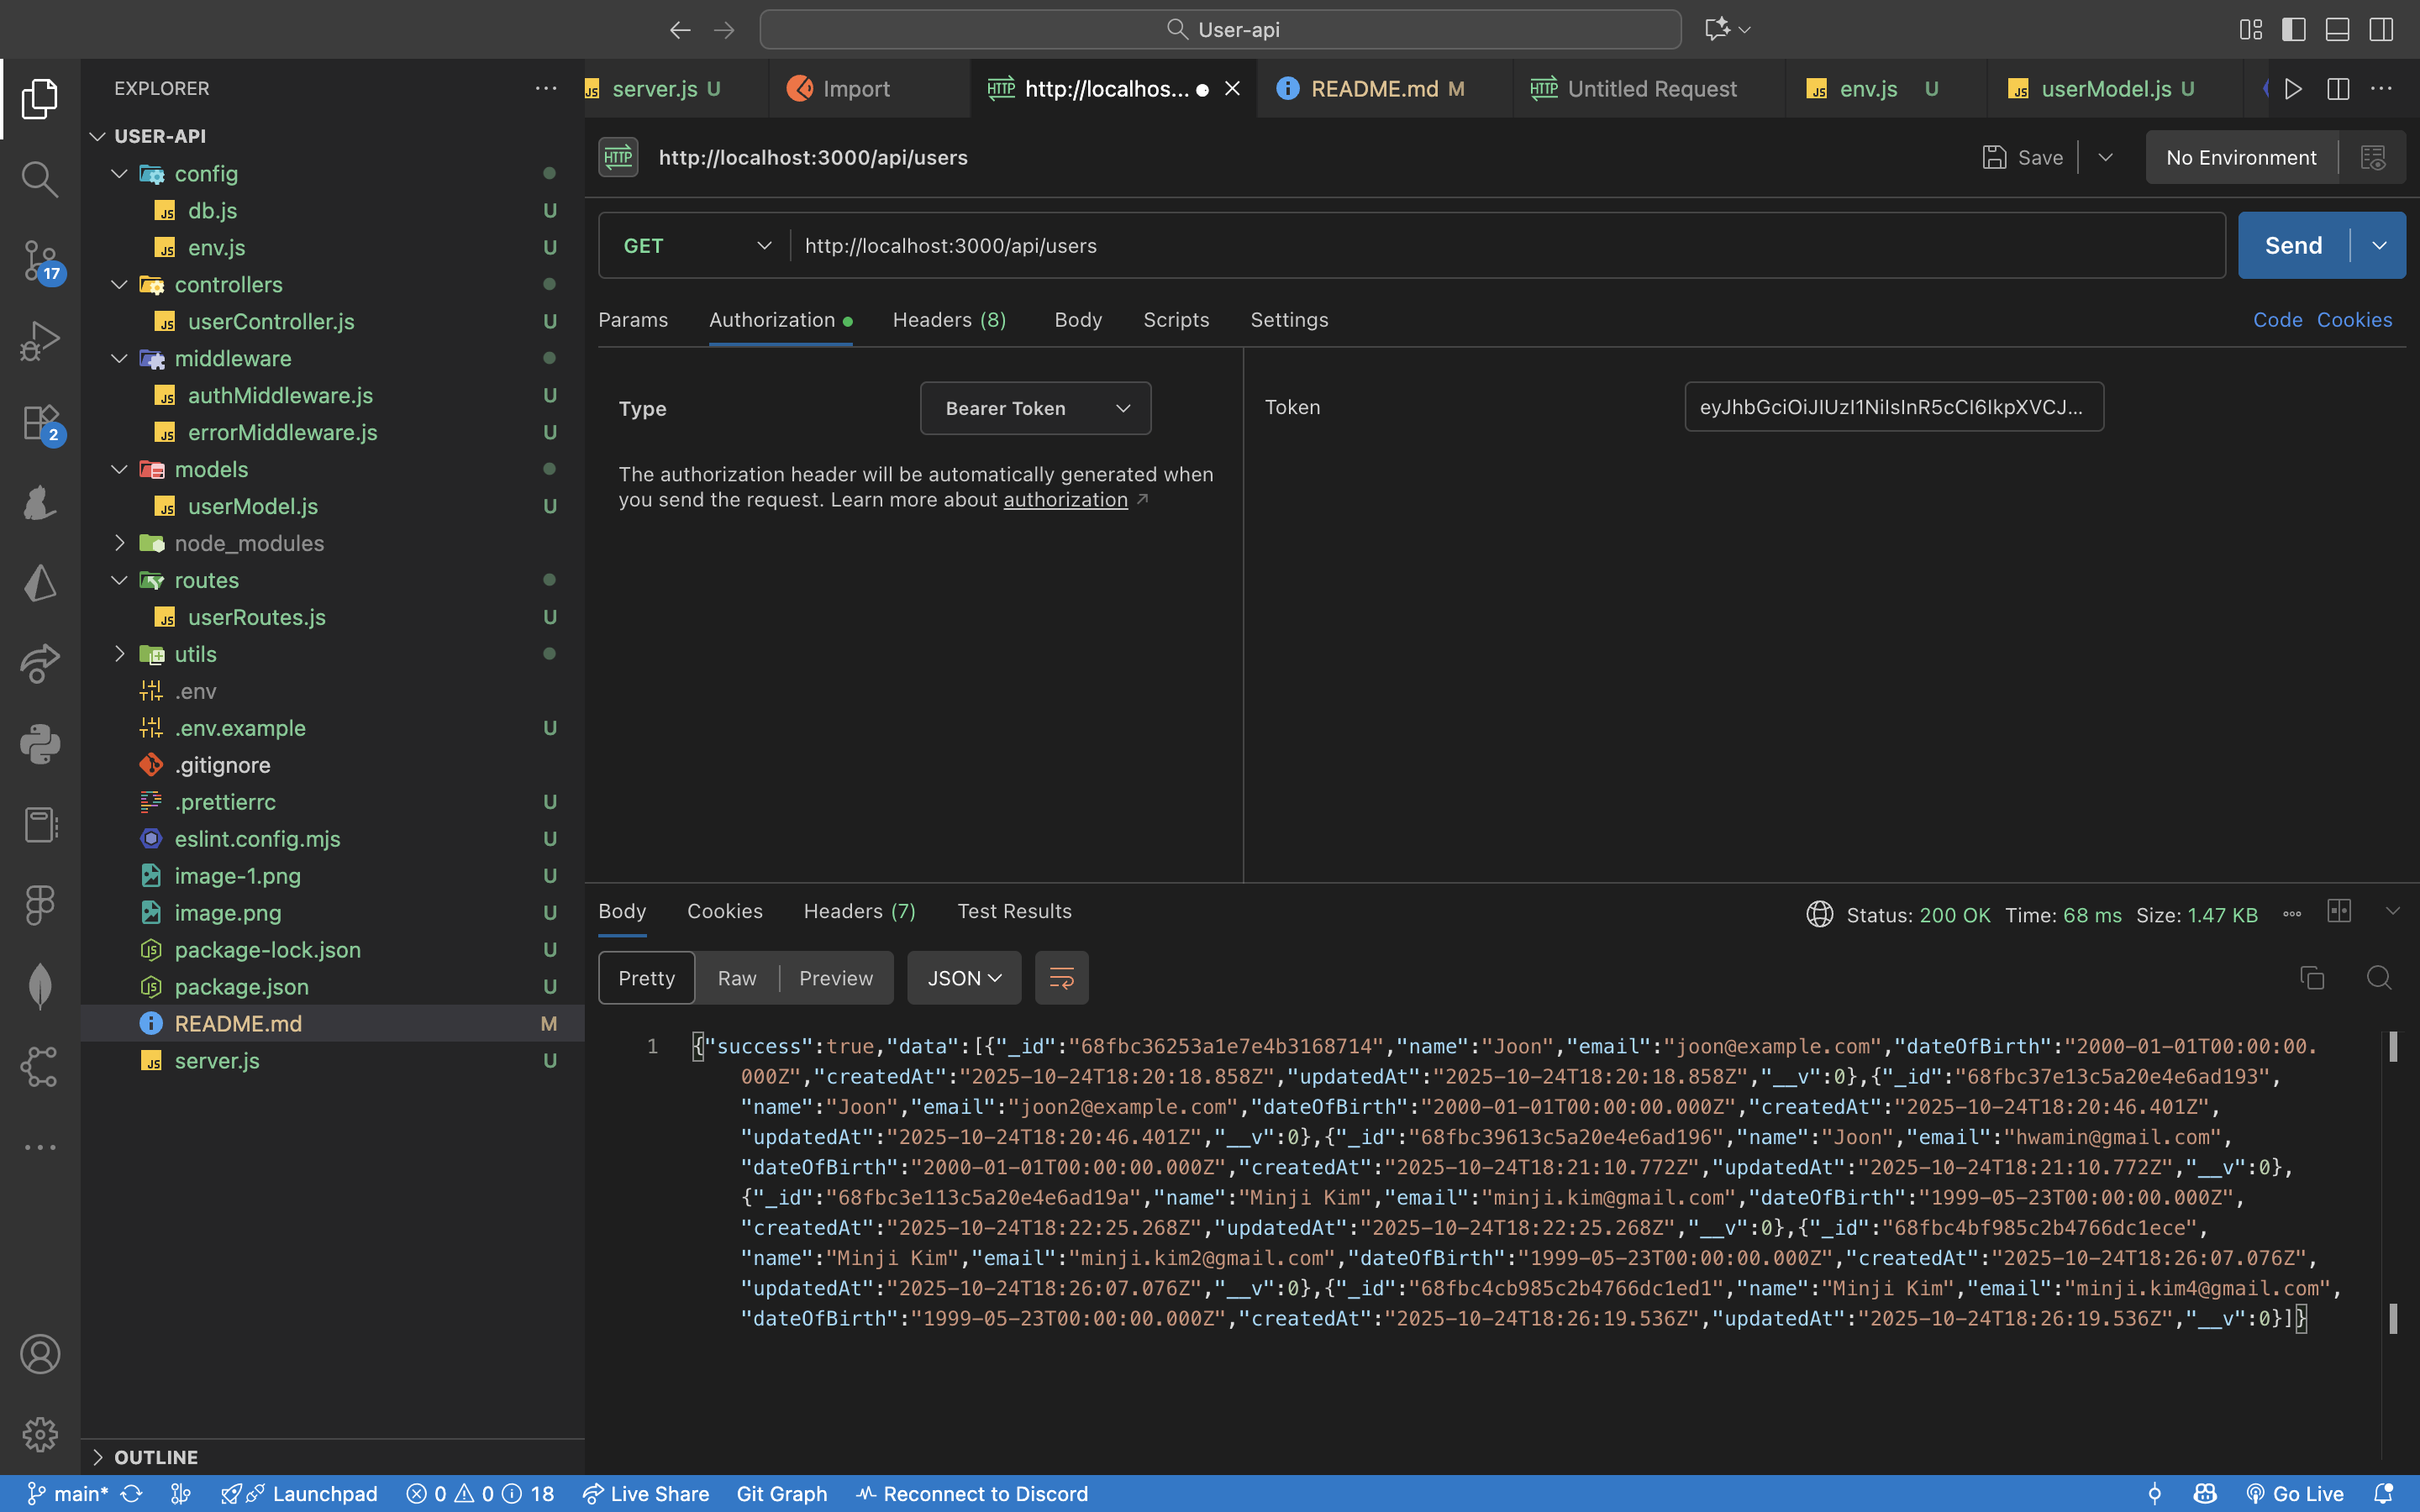 User-api
EXPLORER
USER-API
config
db.js U
env.js U
controllers
userController.js U
middleware
authMiddleware.js U
errorMiddleware.js U
models
userModel.js U
node_modules
routes
userRoutes.js U
utils
.env
.env.example U
.gitignore
.prettierrc U
eslint.config.mjs U
image-1.png U
image.png U
package-lock.json U
package.json U
README.md M
server.js U
OUTLINE
17
2
server.js U
Import
HTTP http://localhos...
README.md M
HTTP Untitled Request
env.js U
userModel.js U
HTTP http://localhost:3000/api/users
Save
No Environment
GET http://localhost:3000/api/users
Send
Params Authorization Headers (8) Body Scripts Settings
Code Cookies
Type Bearer Token
The authorization header will be automatically generated when
you send the request. Learn more about authorization
Token eyJhbGciOiJIUzI1NiIsInR5cCI6IkpXVCJ...
Body Cookies Headers (7) Test Results
Status: 200 OK Time: 68 ms Size: 1.47 KB
Pretty Raw Preview JSON
1 {"success":true,"data":[{"_id":"68fbc36253a1e7e4b3168714","name":"Joon","email":"joon@example.com","dateOfBirth":"2000-01-01T00:00:00.
000Z","createdAt":"2025-10-24T18:20:18.858Z","updatedAt":"2025-10-24T18:20:18.858Z","__v":0},{"_id":"68fbc37e13c5a20e4e6ad193",
"name":"Joon","email":"joon2@example.com","dateOfBirth":"2000-01-01T00:00:00.000Z","createdAt":"2025-10-24T18:20:46.401Z",
"updatedAt":"2025-10-24T18:20:46.401Z","__v":0},{"_id":"68fbc39613c5a20e4e6ad196","name":"Joon","email":"hwamin@gmail.com",
"dateOfBirth":"2000-01-01T00:00:00.000Z","createdAt":"2025-10-24T18:21:10.772Z","updatedAt":"2025-10-24T18:21:10.772Z","__v":0},
{"_id":"68fbc3e113c5a20e4e6ad19a","name":"Minji Kim","email":"minji.kim@gmail.com","dateOfBirth":"1999-05-23T00:00:00.000Z",
"createdAt":"2025-10-24T18:22:25.268Z","updatedAt":"2025-10-24T18:22:25.268Z","__v":0},{"_id":"68fbc4bf985c2b4766dc1ece",
"name":"Minji Kim","email":"minji.kim2@gmail.com","dateOfBirth":"1999-05-23T00:00:00.000Z","createdAt":"2025-10-24T18:26:07.076Z",
"updatedAt":"2025-10-24T18:26:07.076Z","__v":0},{"_id":"68fbc4cb985c2b4766dc1ed1","name":"Minji Kim","email":"minji.kim4@gmail.com",
"dateOfBirth":"1999-05-23T00:00:00.000Z","createdAt":"2025-10-24T18:26:19.536Z","updatedAt":"2025-10-24T18:26:19.536Z","__v":0}]}
main* Launchpad 0 0 18 Live Share Git Graph Reconnect to Discord Go Live